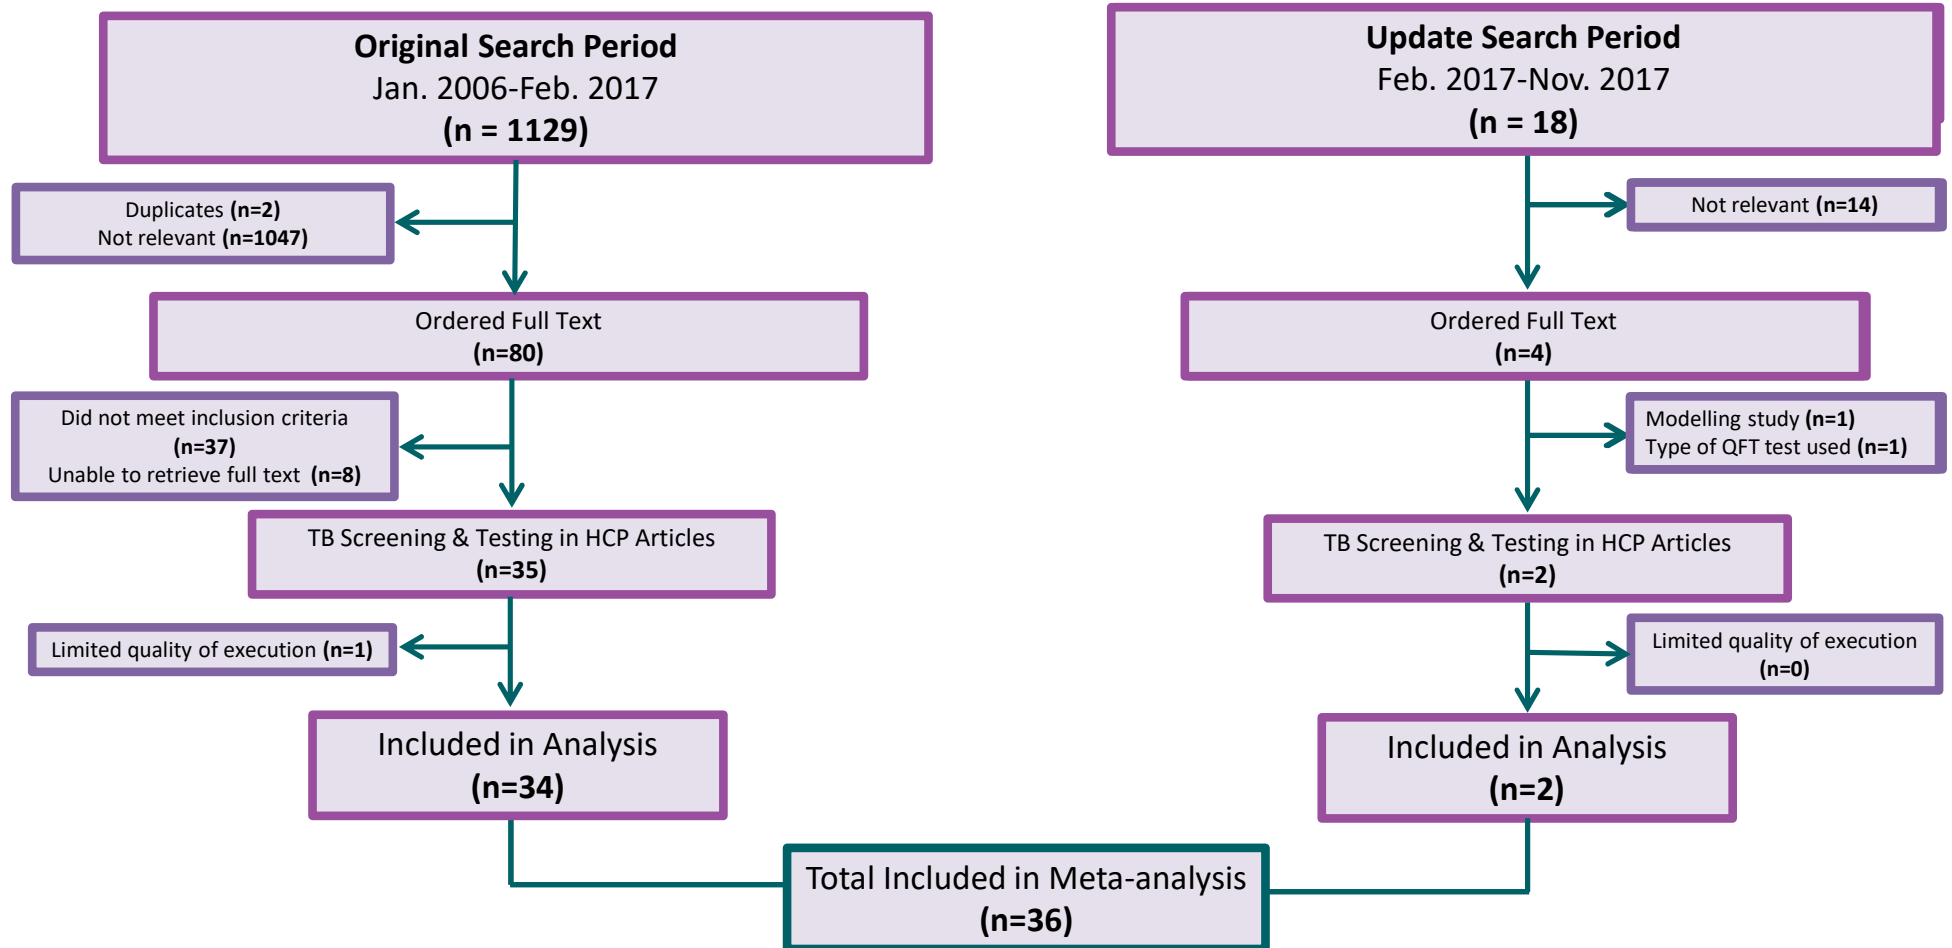 Original Search Period
Jan. 2006-Feb. 2017
(n = 1129)
Duplicates (n=2)
Not relevant (n=1047)
Ordered Full Text
(n=80)
Did not meet inclusion criteria
(n=37)
Unable to retrieve full text (n=8)
TB Screening & Testing in HCP Articles
(n=35)
Limited quality of execution (n=1)
Included in Analysis
(n=34)
Update Search Period
Feb. 2017-Nov. 2017
(n = 18)
Not relevant (n=14)
Ordered Full Text
(n=4)
Modelling study (n=1)
Type of QFT test used (n=1)
TB Screening & Testing in HCP Articles
(n=2)
Limited quality of execution
(n=0)
Included in Analysis
(n=2)
Total Included in Meta-analysis
(n=36)